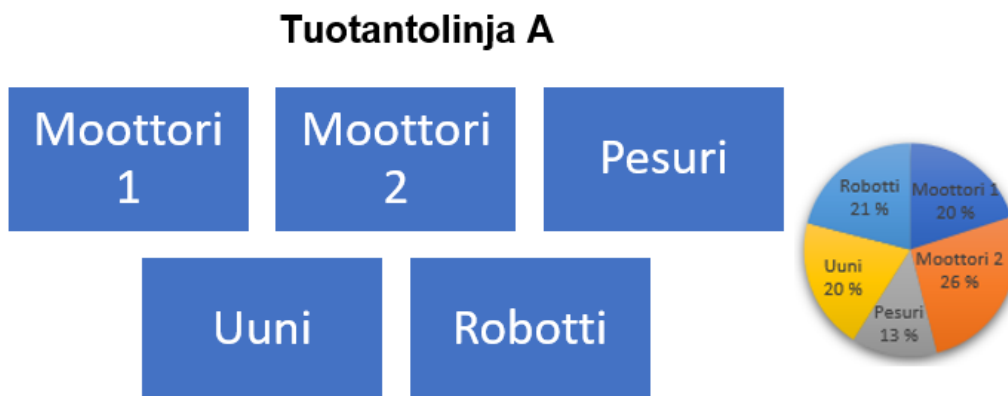 Tuotantolinja A
Moottori
1
Moottori
2
Pesuri
Uuni
Robotti
Robotti
21 %
Moottori 1
20 %
Moottori 2
26 %
Uuni
20 %
Pesuri
13 %